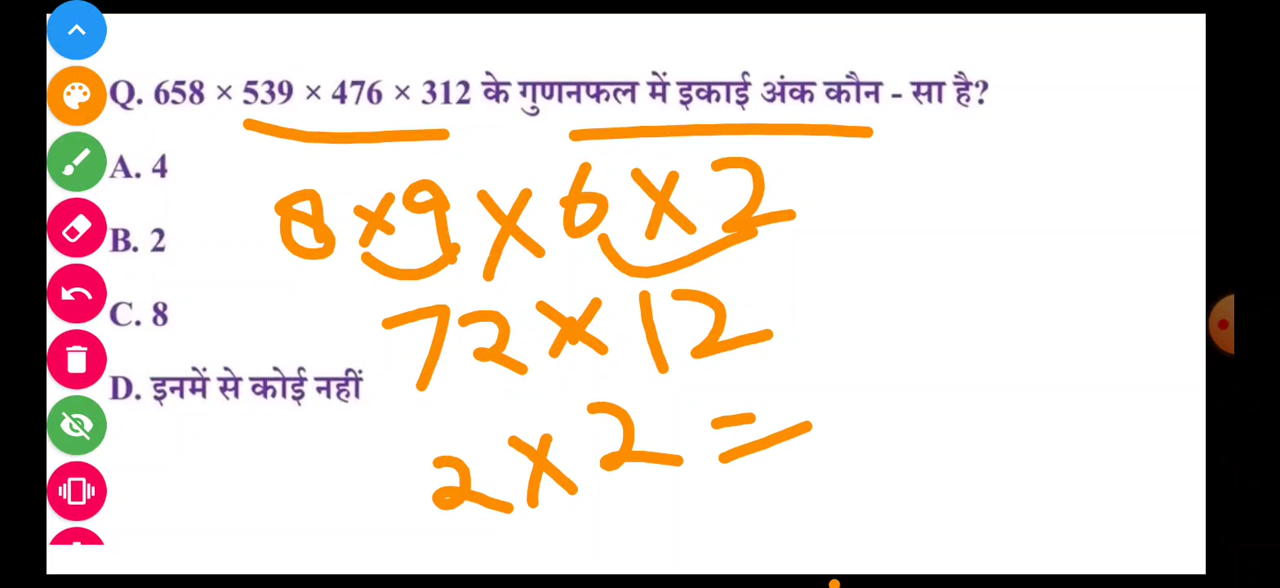 Q. 658 × 539 × 476 × 312 के गुणनफल में इकाई अंक कौन - सा है?
A. 4
8 × 9 × 6 × 2
B. 2
C. 8
72 × 12
D. इनमें से कोई नहीं
2 × 2 =